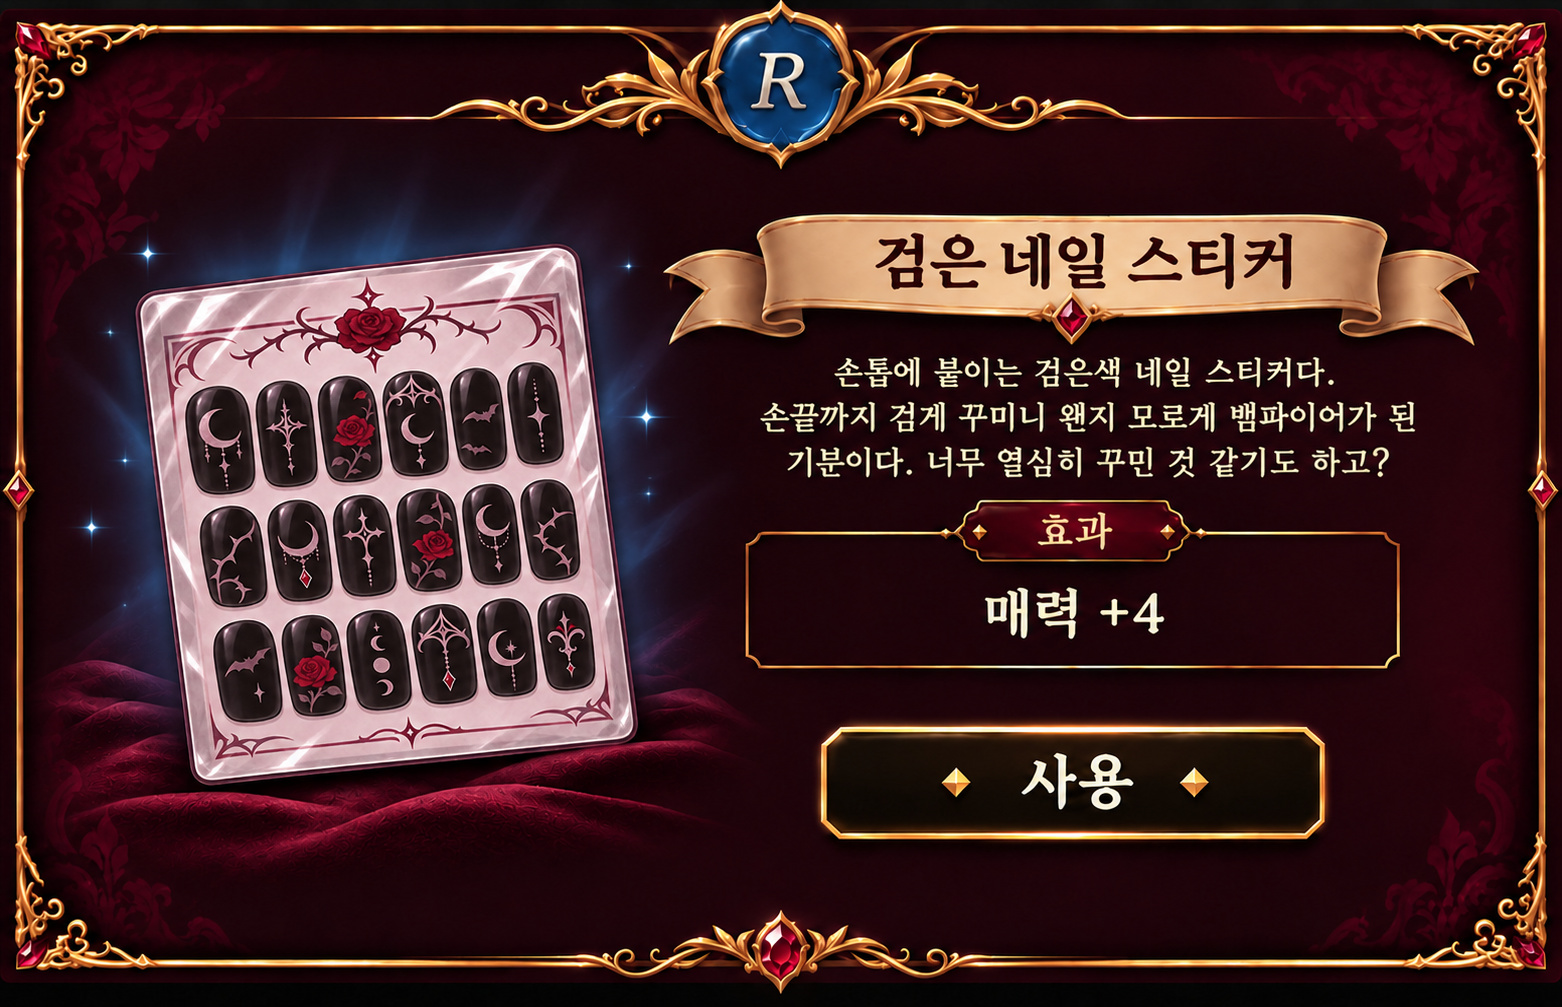 R
검은 네일 스티커
손톱에 붙이는 검은색 네일 스티커다.
손끝까지 검게 꾸미니 왠지 모르게 뱀파이어가 된
기분이다. 너무 열심히 꾸민 것 같기도 하고?
효과
매력 +4
사용